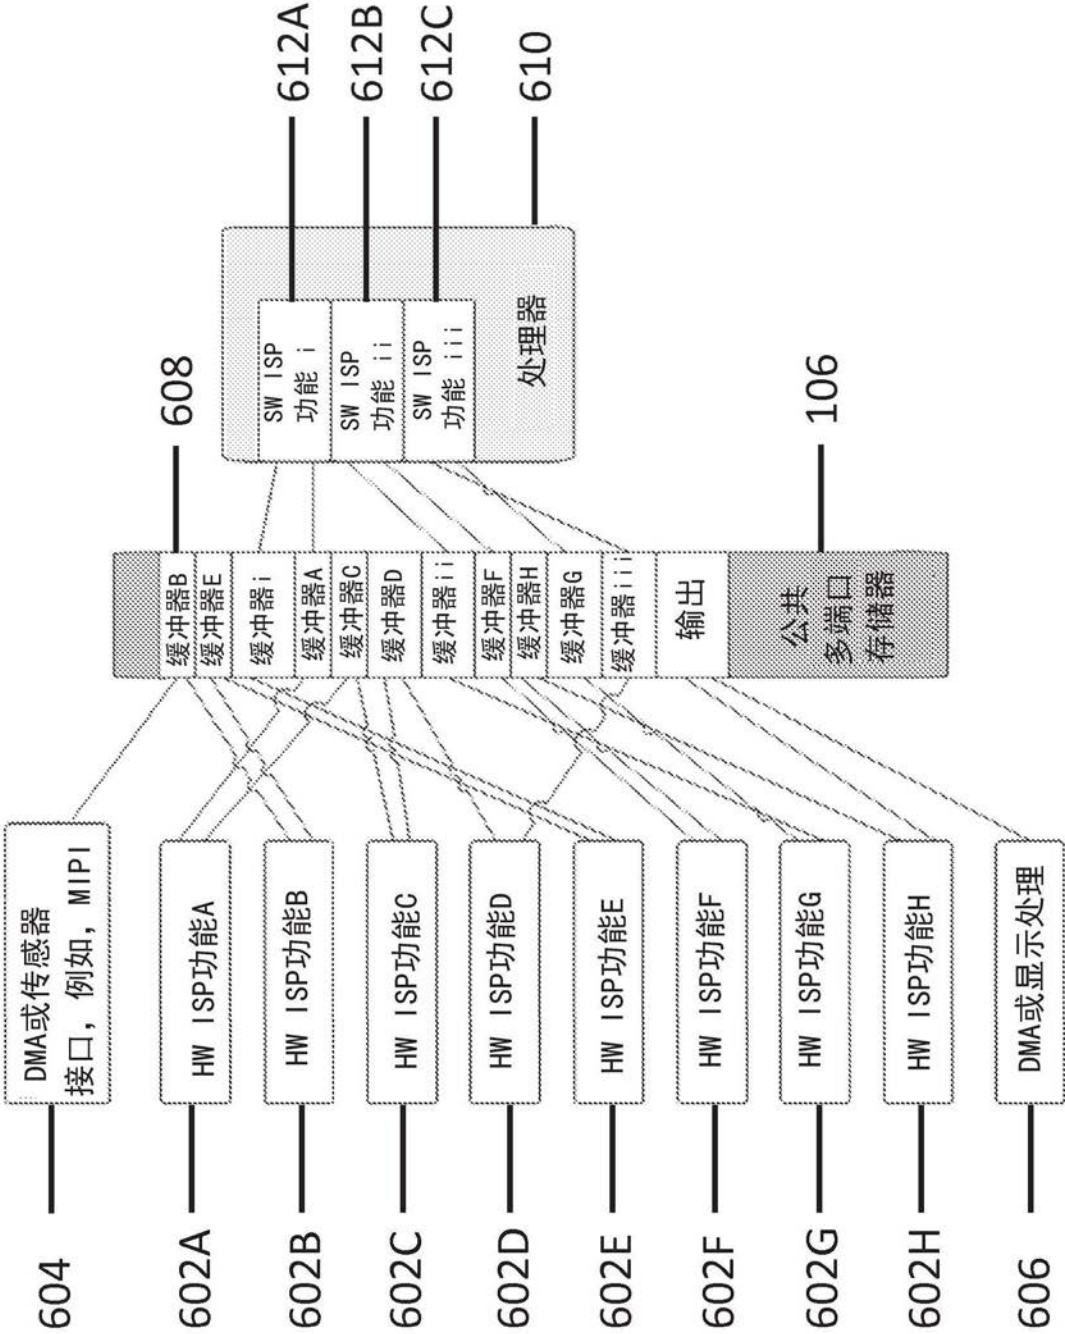 604
DMA或传感器
接口，例如，MIPI
602A
HW ISP功能A
602B
HW ISP功能B
602C
HW ISP功能C
602D
HW ISP功能D
602E
HW ISP功能E
602F
HW ISP功能F
602G
HW ISP功能G
602H
HW ISP功能H
606
DMA或显示处理
缓冲器B
608
缓冲器E
缓冲器i
缓冲器A
缓冲器C
缓冲器D
缓冲器ii
缓冲器F
缓冲器H
缓冲器G
缓冲器iii
输出
公共
多端口
存储器
106
SW ISP
功能 i
612A
SW ISP
功能 ii
612B
SW ISP
功能 iii
612C
处理器
610